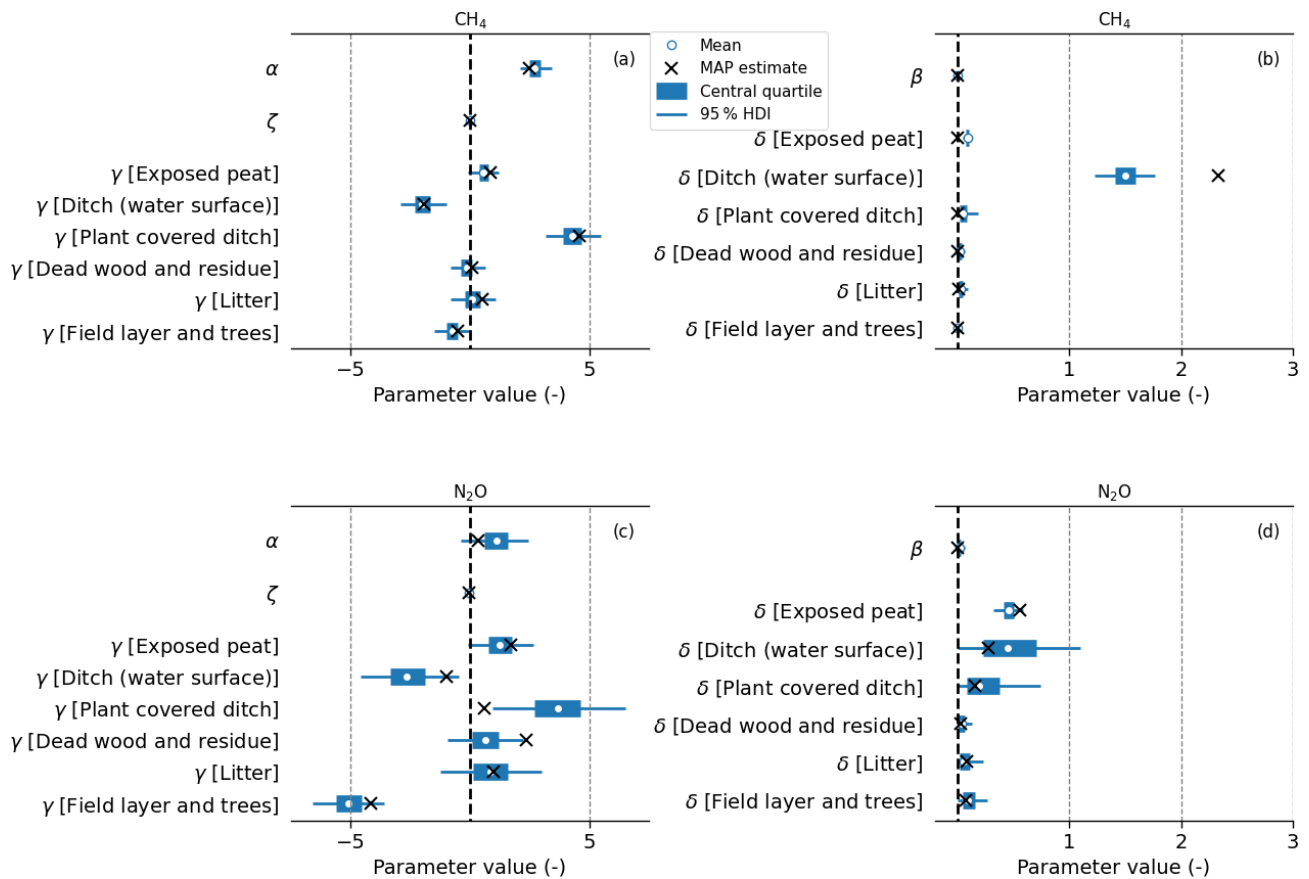 CH₄
(a)
α
ζ
γ [Exposed peat]
γ [Ditch (water surface)]
γ [Plant covered ditch]
γ [Dead wood and residue]
γ [Litter]
γ [Field layer and trees]
−5 5
Parameter value (-)
Mean
MAP estimate
Central quartile
95 % HDI
CH₄
(b)
β
δ [Exposed peat]
δ [Ditch (water surface)]
δ [Plant covered ditch]
δ [Dead wood and residue]
δ [Litter]
δ [Field layer and trees]
1 2 3
Parameter value (-)
N₂O
(c)
α
ζ
γ [Exposed peat]
γ [Ditch (water surface)]
γ [Plant covered ditch]
γ [Dead wood and residue]
γ [Litter]
γ [Field layer and trees]
−5 5
Parameter value (-)
N₂O
(d)
β
δ [Exposed peat]
δ [Ditch (water surface)]
δ [Plant covered ditch]
δ [Dead wood and residue]
δ [Litter]
δ [Field layer and trees]
1 2 3
Parameter value (-)